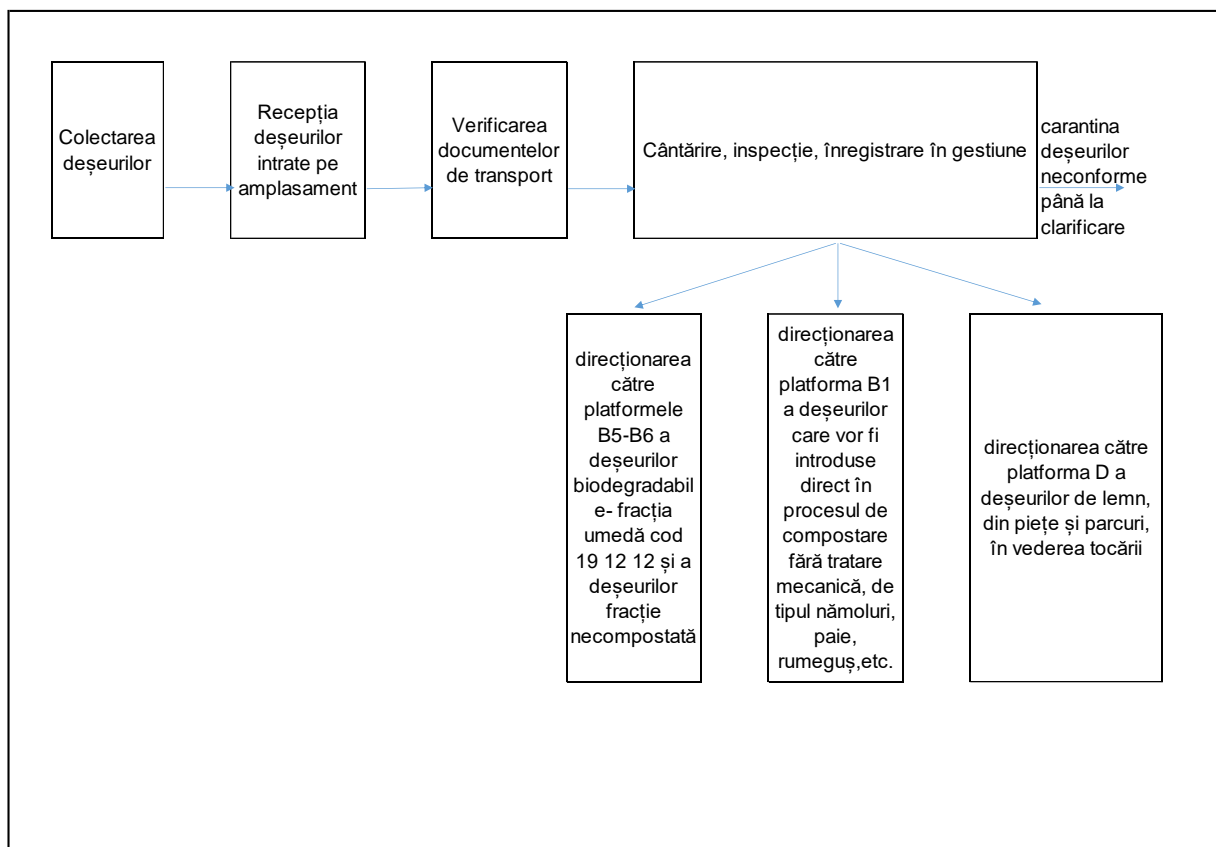 Colectarea
deșeurilor
Recepția
deșeurilor
intrate pe
amplasament
Verificarea
documentelor
de transport
Cântărire, inspecție, înregistrare în gestiune
carantina
deșeurilor
neconforme
până la
clarificare
direcționarea
către
platformele
B5-B6 a
deșeurilor
biodegradabil
e- fracția
umedă cod
19 12 12 și a
deșeurilor
fracție
necompostată
direcționarea
către
platforma B1
a deșeurilor
care vor fi
introduse
direct în
procesul de
compostare
fără tratare
mecanică, de
tipul nămoluri,
paie,
rumeguș,etc.
direcționarea către
platforma D a
deșeurilor de lemn,
din piețe și parcuri,
în vederea tocării